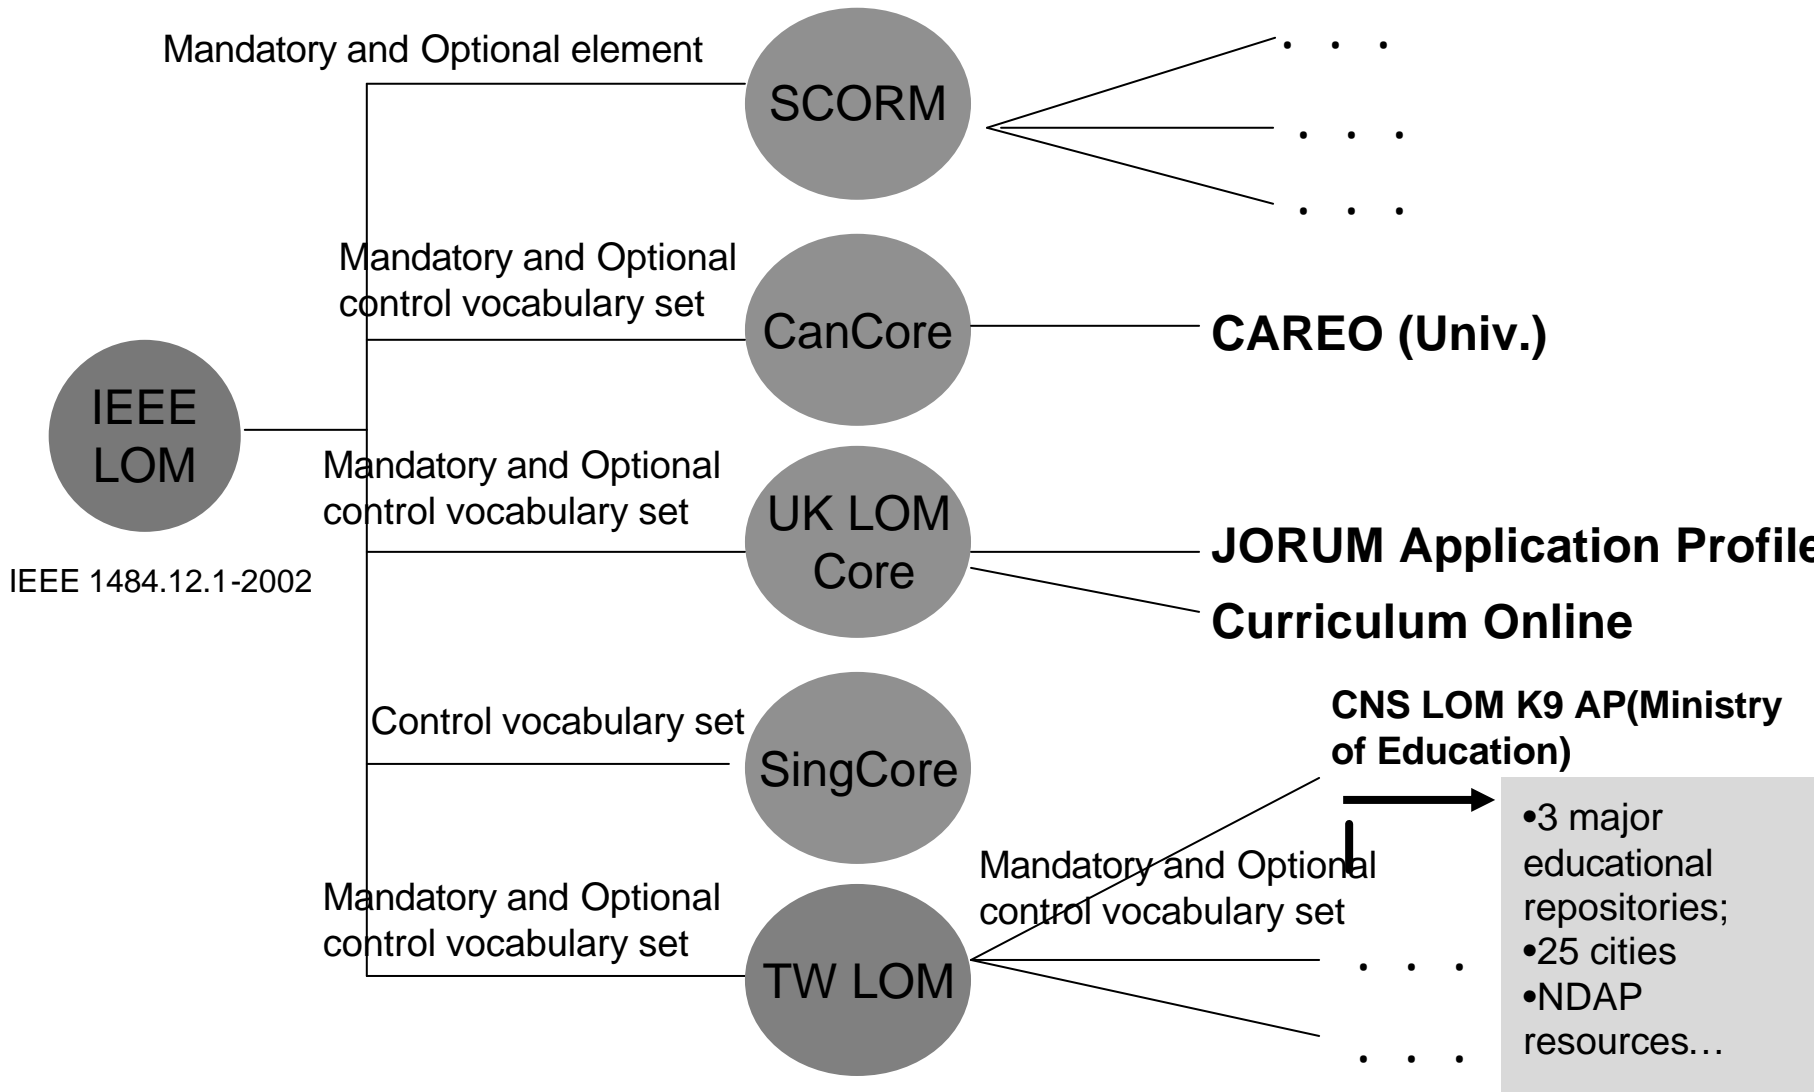 Mandatory and Optional element
SCORM
. . .
. . .
. . .
Mandatory and Optional
control vocabulary set
CanCore
CAREO (Univ.)
IEEE
LOM
IEEE 1484.12.1-2002
Mandatory and Optional
control vocabulary set
UK LOM
Core
JORUM Application Profile
Curriculum Online
Control vocabulary set
SingCore
CNS LOM K9 AP(Ministry
of Education)
Mandatory and Optional
control vocabulary set
TW LOM
Mandatory and Optional
control vocabulary set
. . .
. . .
•3 major
educational
repositories;
•25 cities
•NDAP
resources…